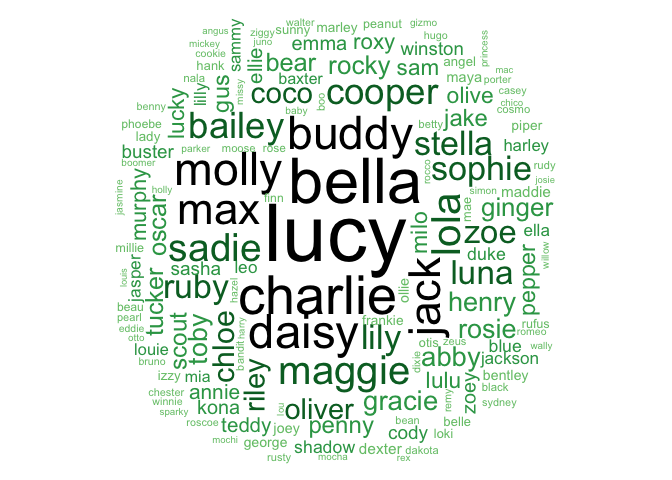 walter marley peanut gizmo
angus ziggy sunny hugo
mickey juno emma roxy winston princess
cookie sammy ellie bear rocky sam angel
hank baxter maya mac
nala lilly gus missy boo coco cooper olive porter casey
benny lucky baby chico
phoebe bailey buddy betty stella jake cosmo
lady piper
buster parker moose rose harley
boomer molly bella rocco sophie rudy
jasmine holly finn simon josie
murphy max lucy lola mae maddie
oscar milo ginger
millie sadie zoe ella willow
louis jasper sasha leo duke
tucker ruby hazel charlie ollie jack luna pepper
beau henry
pearl frankie rufus
eddie scout toby chloe bandit harry daisy lily rosie romeo
otto otis zeus
louie blue wally
bruno dixie abby jackson
izzy mia riley maggie lulu zoey bentley
chester annie remy black
winnie kona lou oliver gracie sydney
sparky
roscoe teddy joey penny bean cody belle
mochi george shadow dexter loki
rusty mocha rex dakota